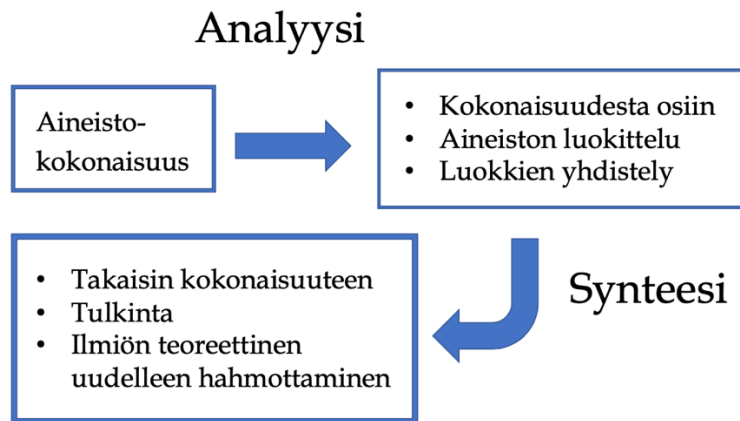 Analyysi
Aineisto-
kokonaisuus
• Kokonaisuudesta osiin
• Aineiston luokittelu
• Luokkien yhdistely
Synteesi
• Takaisin kokonaisuuteen
• Tulkinta
• Ilmiön teoreettinen
uudelleen hahmottaminen